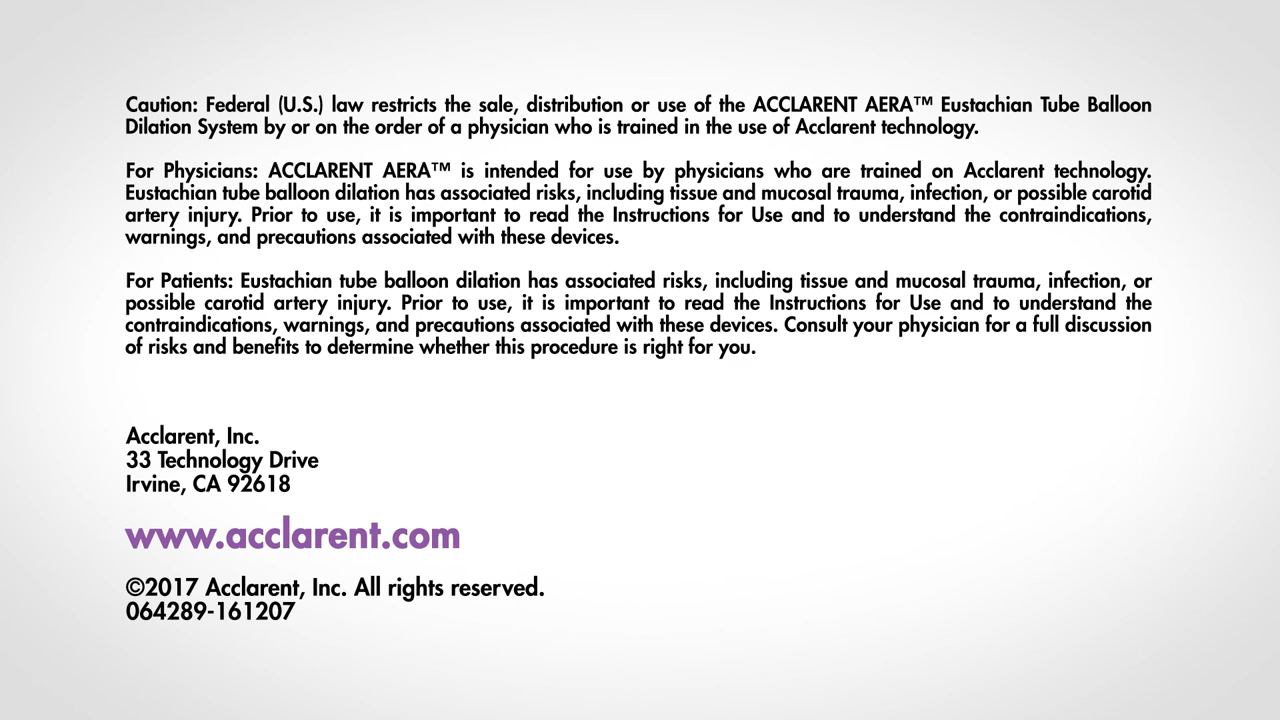 Caution: Federal (U.S.) law restricts the sale, distribution or use of the ACCLARENT AERA™ Eustachian Tube Balloon
Dilation System by or on the order of a physician who is trained in the use of Acclarent technology.
For Physicians: ACCLARENT AERA™ is intended for use by physicians who are trained on Acclarent technology.
Eustachian tube balloon dilation has associated risks, including tissue and mucosal trauma, infection, or possible carotid
artery injury. Prior to use, it is important to read the Instructions for Use and to understand the contraindications,
warnings, and precautions associated with these devices.
For Patients: Eustachian tube balloon dilation has associated risks, including tissue and mucosal trauma, infection, or
possible carotid artery injury. Prior to use, it is important to read the Instructions for Use and to understand the
contraindications, warnings, and precautions associated with these devices. Consult your physician for a full discussion
of risks and benefits to determine whether this procedure is right for you.
Acclarent, Inc.
33 Technology Drive
Irvine, CA 92618
www.acclarent.com
©2017 Acclarent, Inc. All rights reserved.
064289-161207